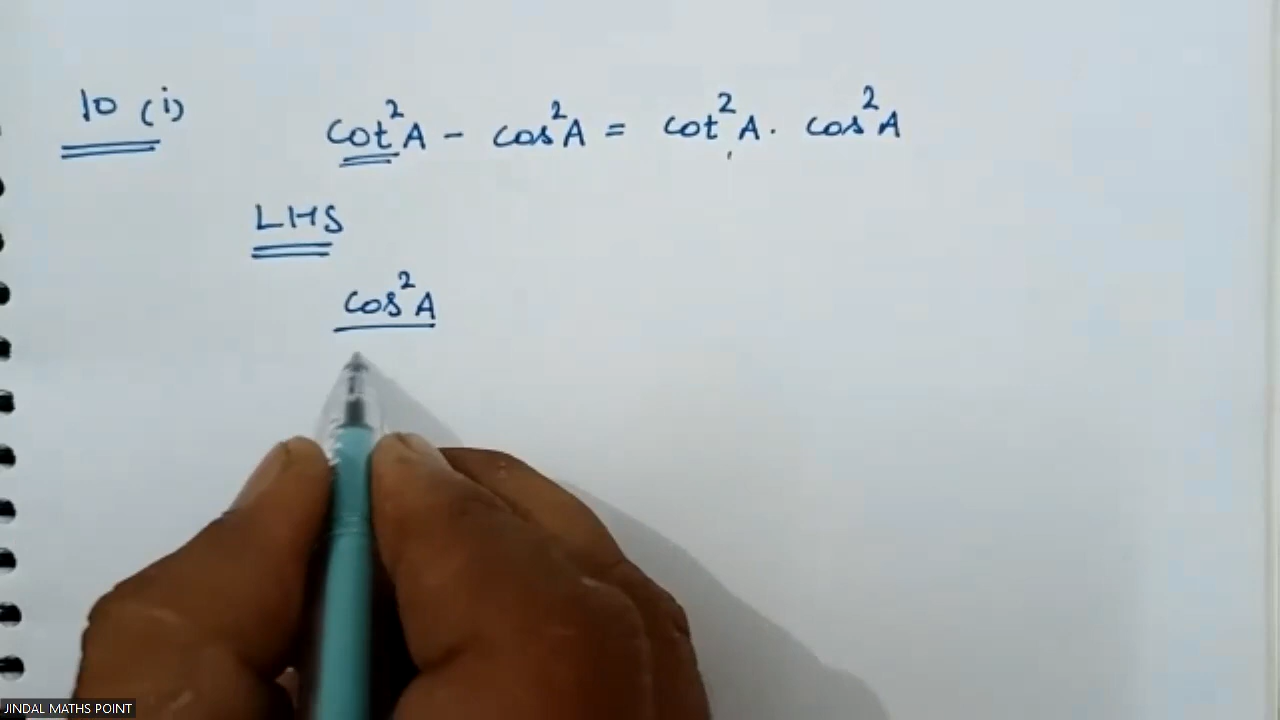 10 (i) cot²A - cos²A = cot²A . cos²A
LHS
cos²A
JINDAL MATHS POINT